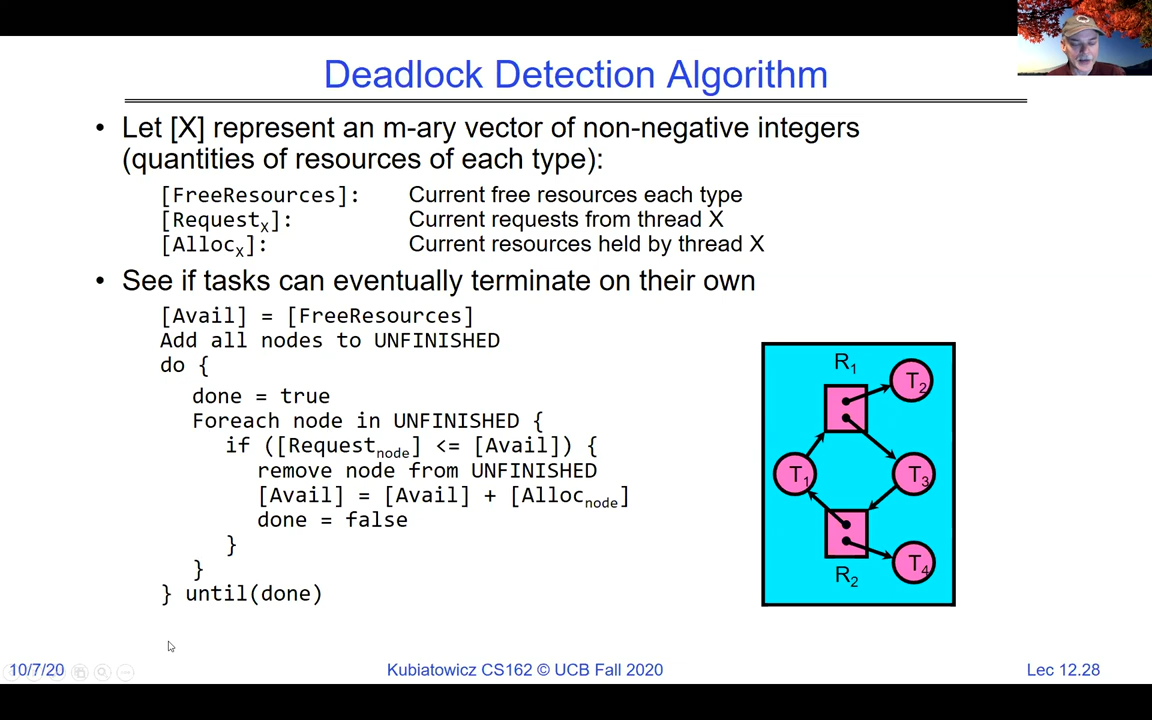 Deadlock Detection Algorithm
• Let [X] represent an m-ary vector of non-negative integers
(quantities of resources of each type):
[FreeResources]: Current free resources each type
[Request_X]: Current requests from thread X
[Alloc_X]: Current resources held by thread X
• See if tasks can eventually terminate on their own
[Avail] = [FreeResources]
Add all nodes to UNFINISHED
do {
done = true
Foreach node in UNFINISHED {
if ([Request_node] <= [Avail]) {
remove node from UNFINISHED
[Avail] = [Avail] + [Alloc_node]
done = false
}
}
} until(done)
R1
T2
T1
T3
T4
R2
10/7/20
Kubiatowicz CS162 © UCB Fall 2020
Lec 12.28